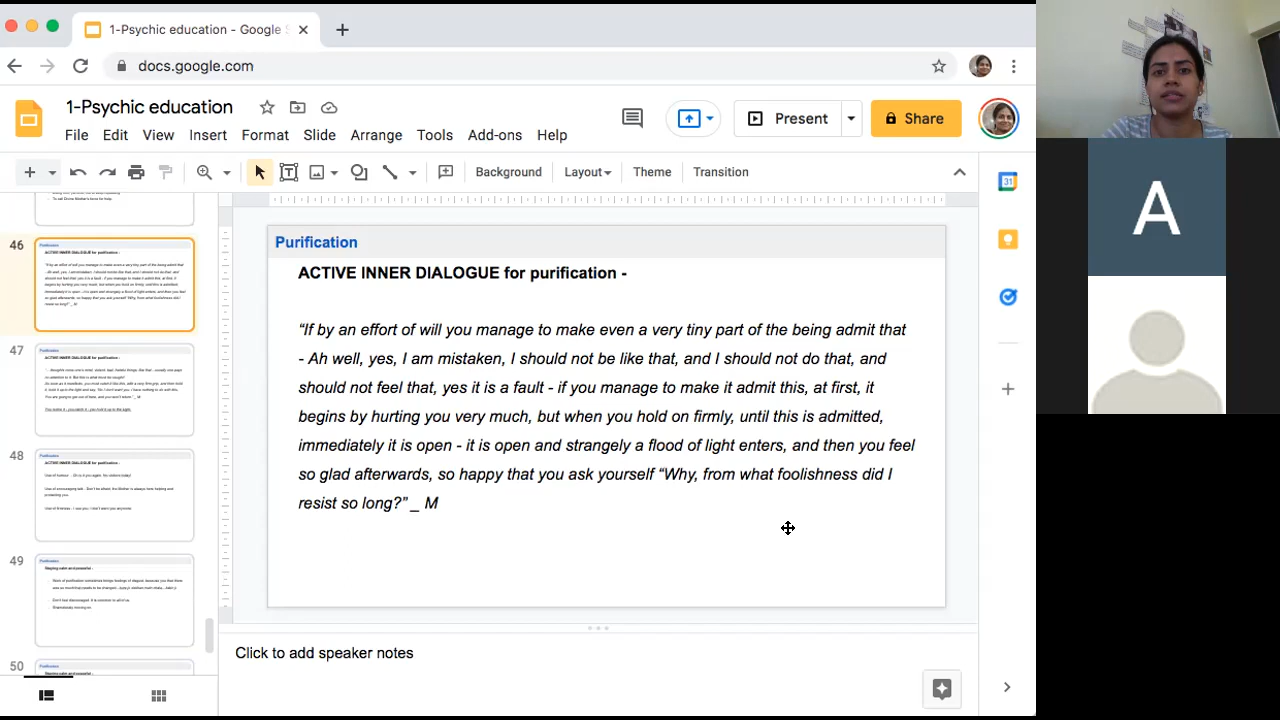 1-Psychic education - Google S
docs.google.com
1-Psychic education
File Edit View Insert Format Slide Arrange Tools Add-ons Help
Present
Share
Background Layout Theme Transition
31
46
47
48
49
50
Purification
ACTIVE INNER DIALOGUE for purification -
“If by an effort of will you manage to make even a very tiny part of the being admit that
- Ah well, yes, I am mistaken. I should not be like that, and I should not do that, and
should not feel that, yes it is a fault - if you manage to make it admit this, at first, it
begins by hurting you very muh, but when you hold on firmly, until this is admitted,
immediately it is open - it is open and strangely a flood of light enters, and then you feel
so grad afterwards, so happy that you ask yourself “Why, from what foolishness did I
resist so long?” _ M
Click to add speaker notes
A